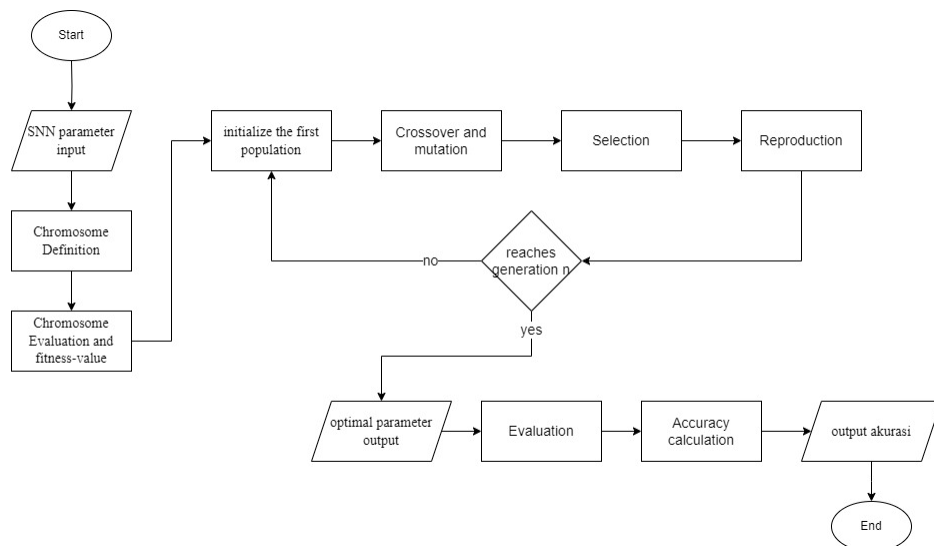 Start
SNN parameter
input
Chromosome
Definition
Chromosome
Evaluation and
fitness-value
initialize the first
population
Crossover and
mutation
Selection
Reproduction
reaches
generation n
no
yes
optimal parameter
output
Evaluation
Accuracy
calculation
output akurasi
End